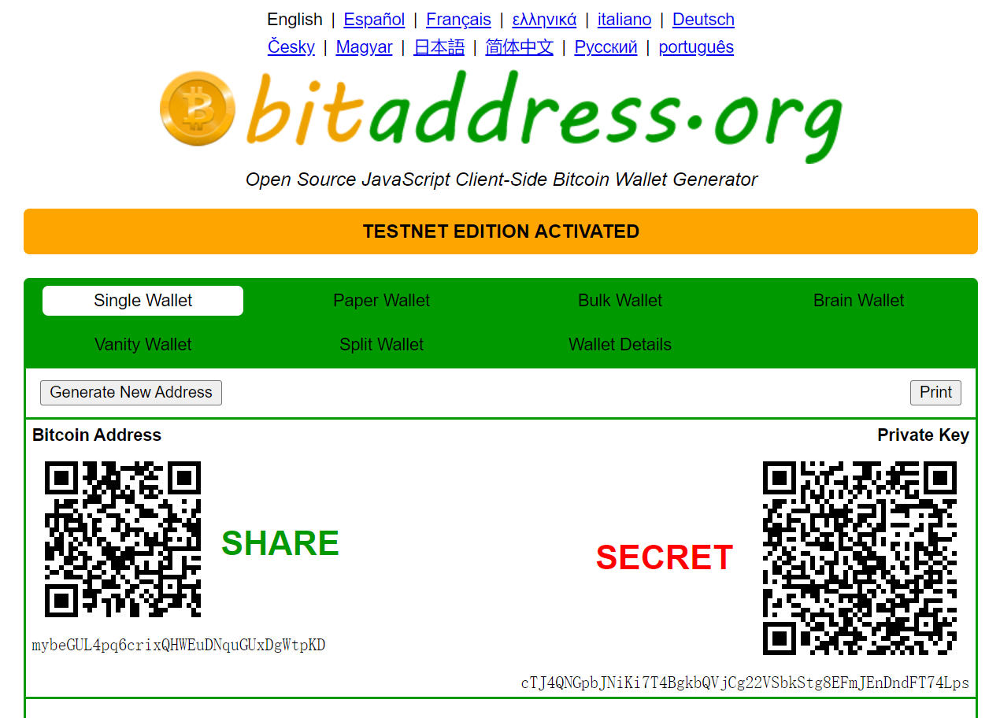 English | Español | Français | ελληνικά | italiano | Deutsch
Česky | Magyar | 日本語 | 简体中文 | Русский | português
bitaddress.org
Open Source JavaScript Client-Side Bitcoin Wallet Generator
TESTNET EDITION ACTIVATED
Single Wallet Paper Wallet Bulk Wallet Brain Wallet
Vanity Wallet Split Wallet Wallet Details
Generate New Address Print
Bitcoin Address Private Key
SHARE
SECRET
mybeGUL4pq6crixQHWEuDNquGUxDgWtpKD
cTJ4QNGpbJNiKi7T4BgkbQVjCg22VSbkStg8EFmJEnDndFT74Lps